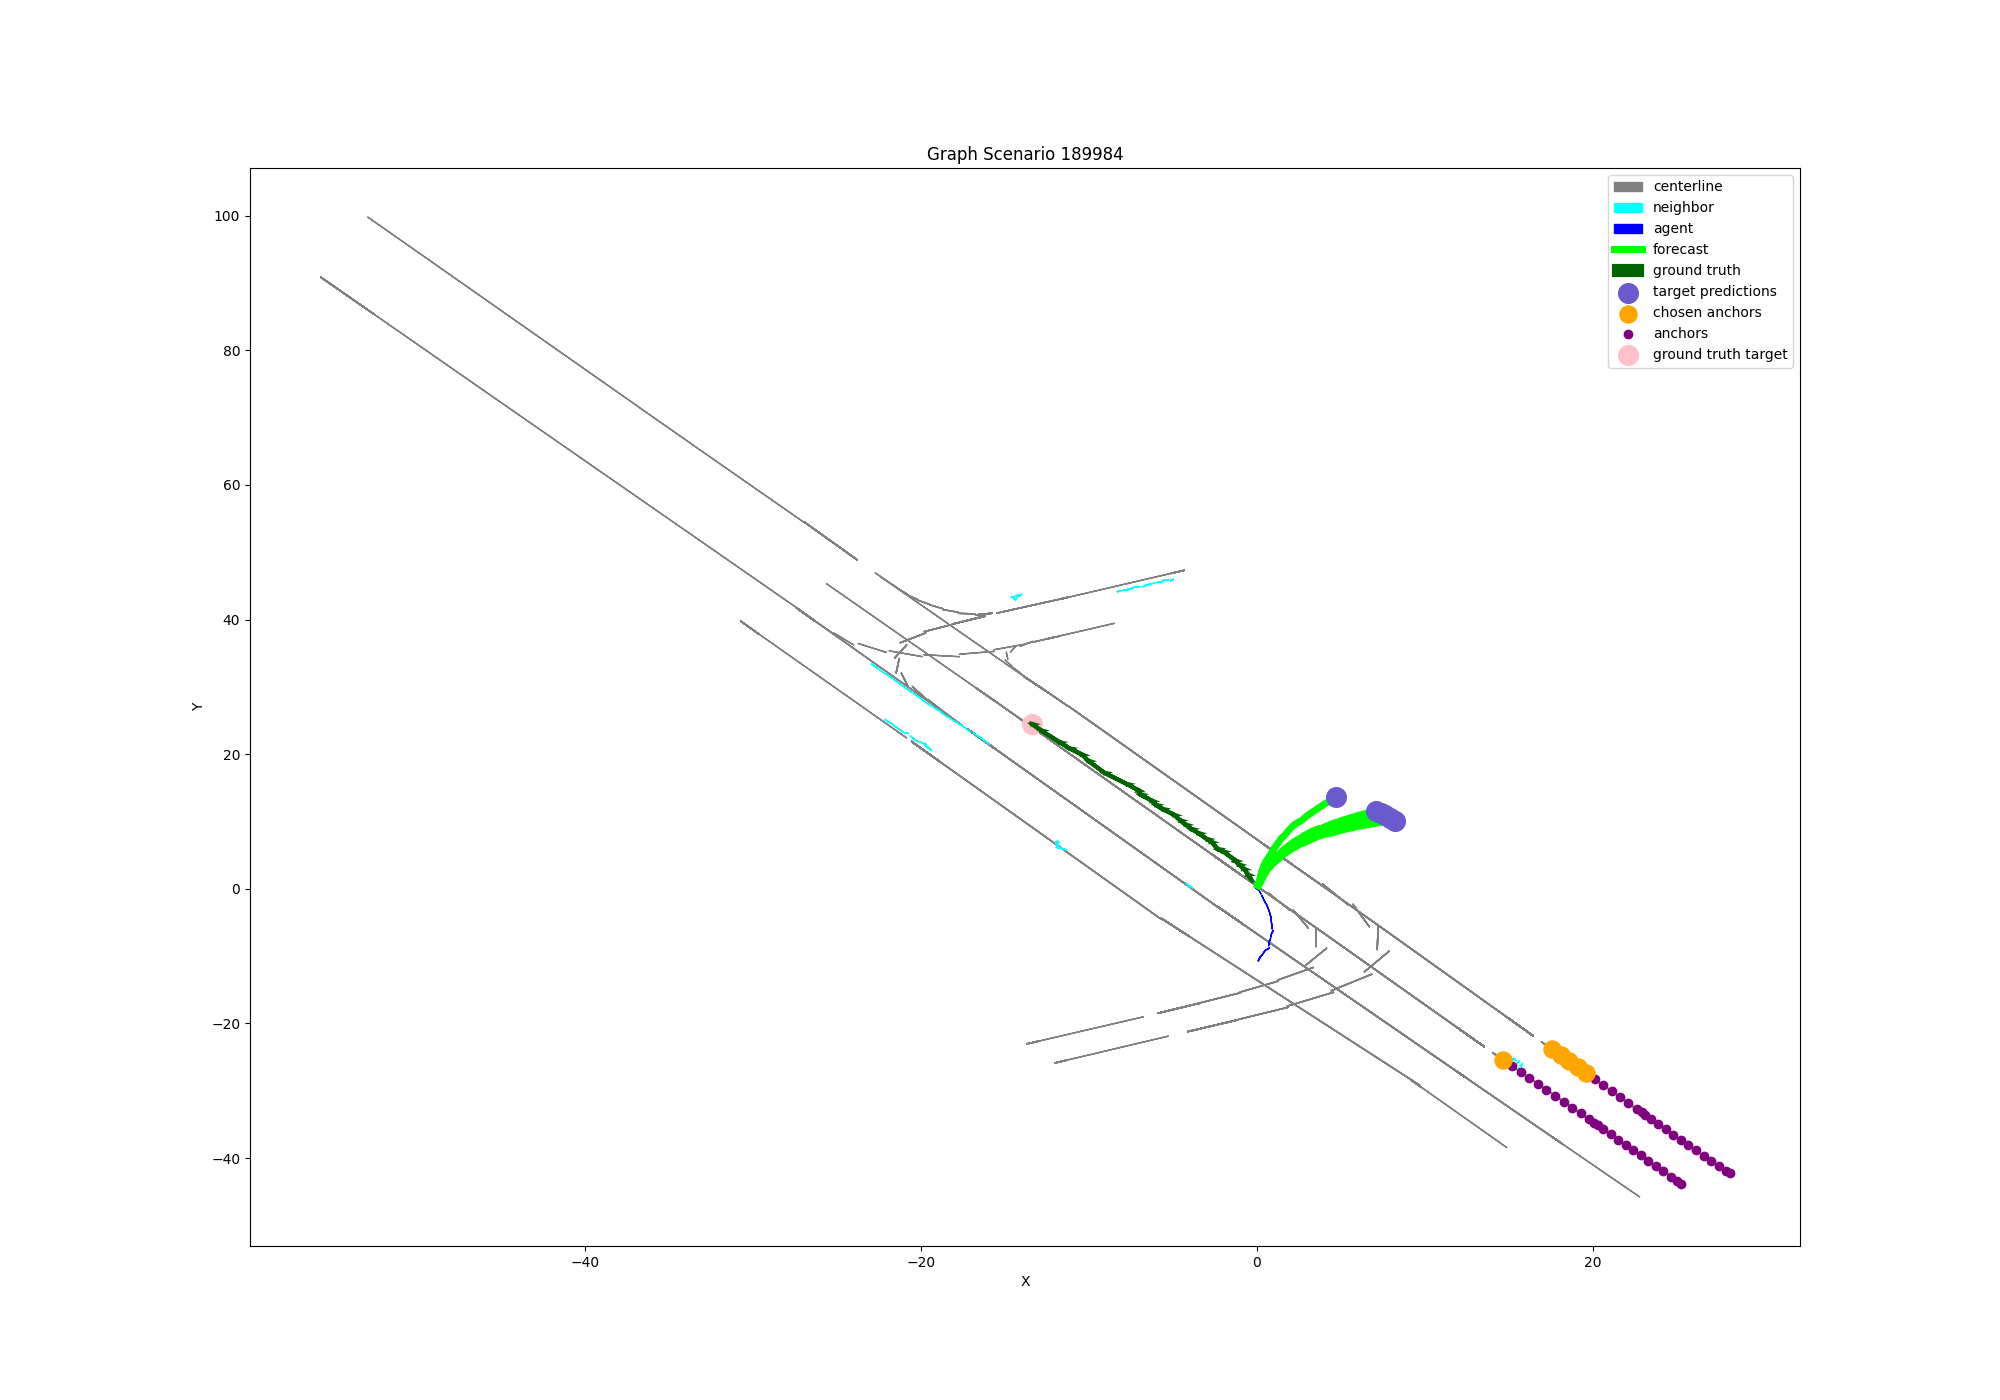 Graph Scenario 189984
centerline
neighbor
agent
forecast
ground truth
target predictions
chosen anchors
anchors
ground truth target
100
80
60
40
20
0
−20
−40
Y
−40
−20
0
20
X